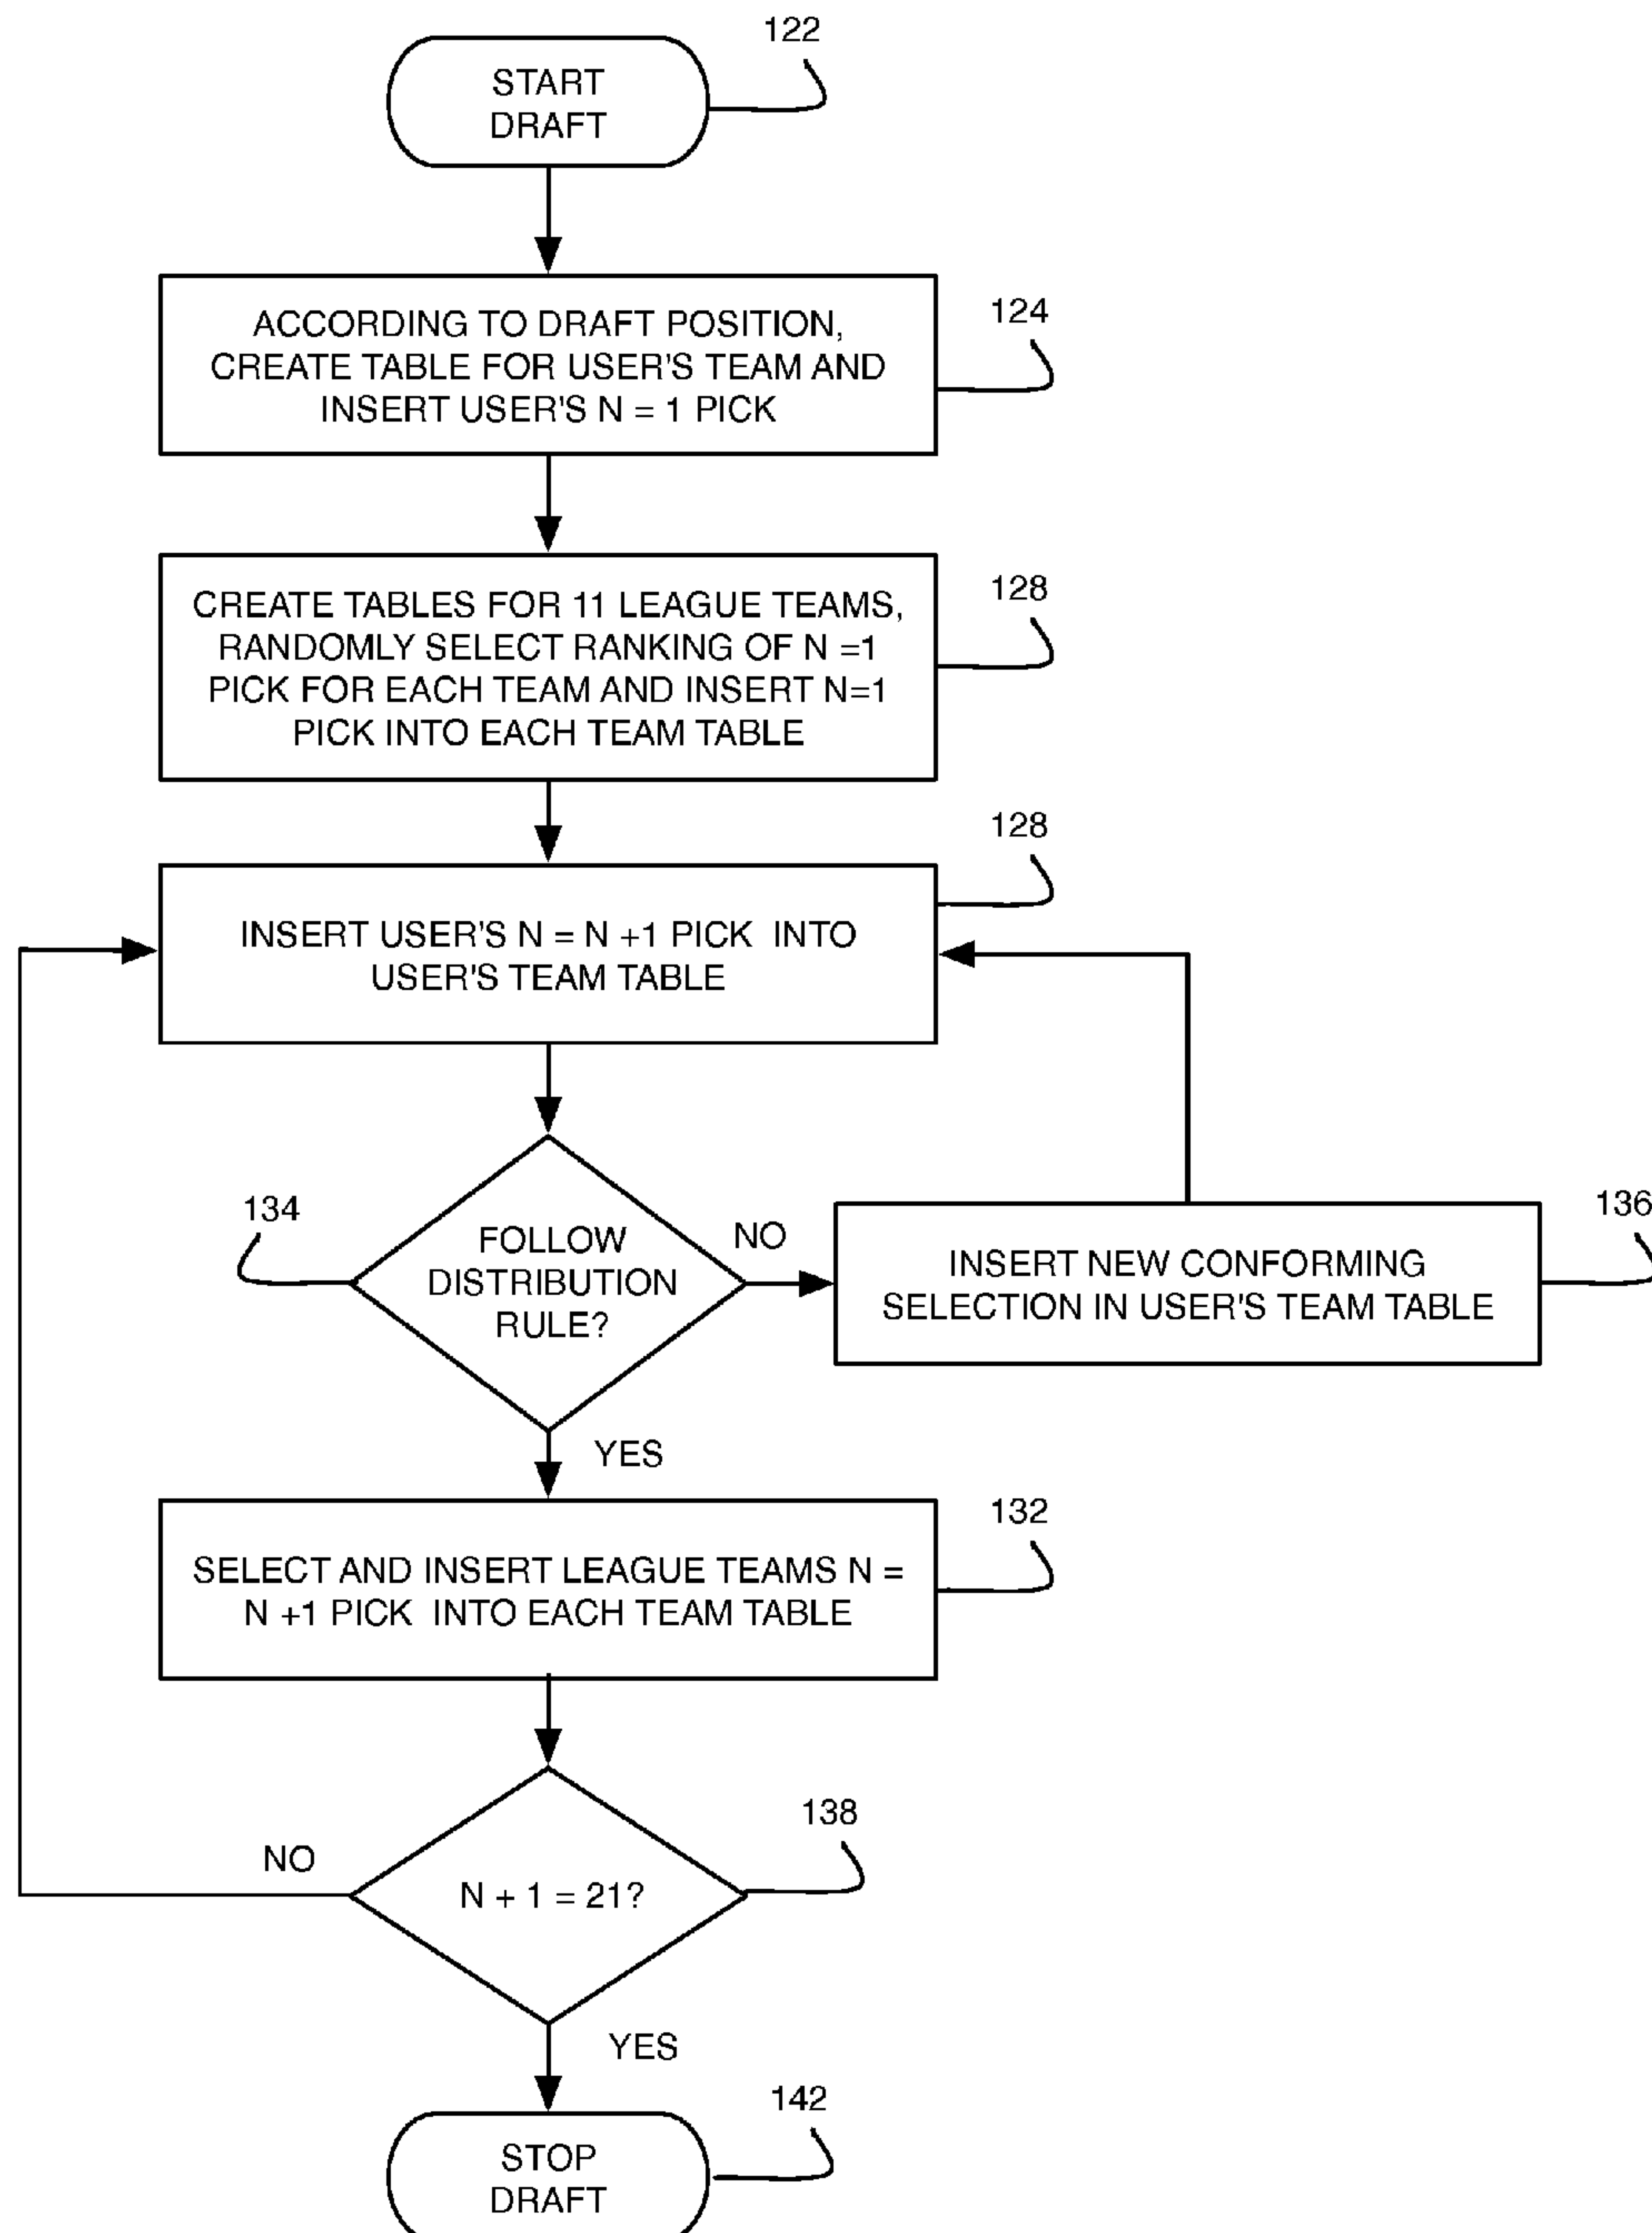 122
START
DRAFT
124
ACCORDING TO DRAFT POSITION,
CREATE TABLE FOR USER'S TEAM AND
INSERT USER'S N = 1 PICK
128
CREATE TABLES FOR 11 LEAGUE TEAMS,
RANDOMLY SELECT RANKING OF N =1
PICK FOR EACH TEAM AND INSERT N=1
PICK INTO EACH TEAM TABLE
128
INSERT USER'S N = N +1 PICK INTO
USER'S TEAM TABLE
134
FOLLOW
DISTRIBUTION
RULE?
NO
136
INSERT NEW CONFORMING
SELECTION IN USER'S TEAM TABLE
YES
132
SELECT AND INSERT LEAGUE TEAMS N =
N +1 PICK INTO EACH TEAM TABLE
138
NO
N + 1 = 21?
YES
142
STOP
DRAFT